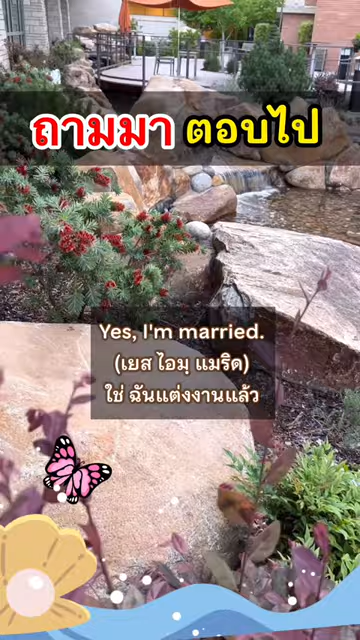 ถามมา ตอบไป
Yes, I'm married.
(เยส ไอมฺ แมริด)
ใช่ ฉันแต่งงานแล้ว